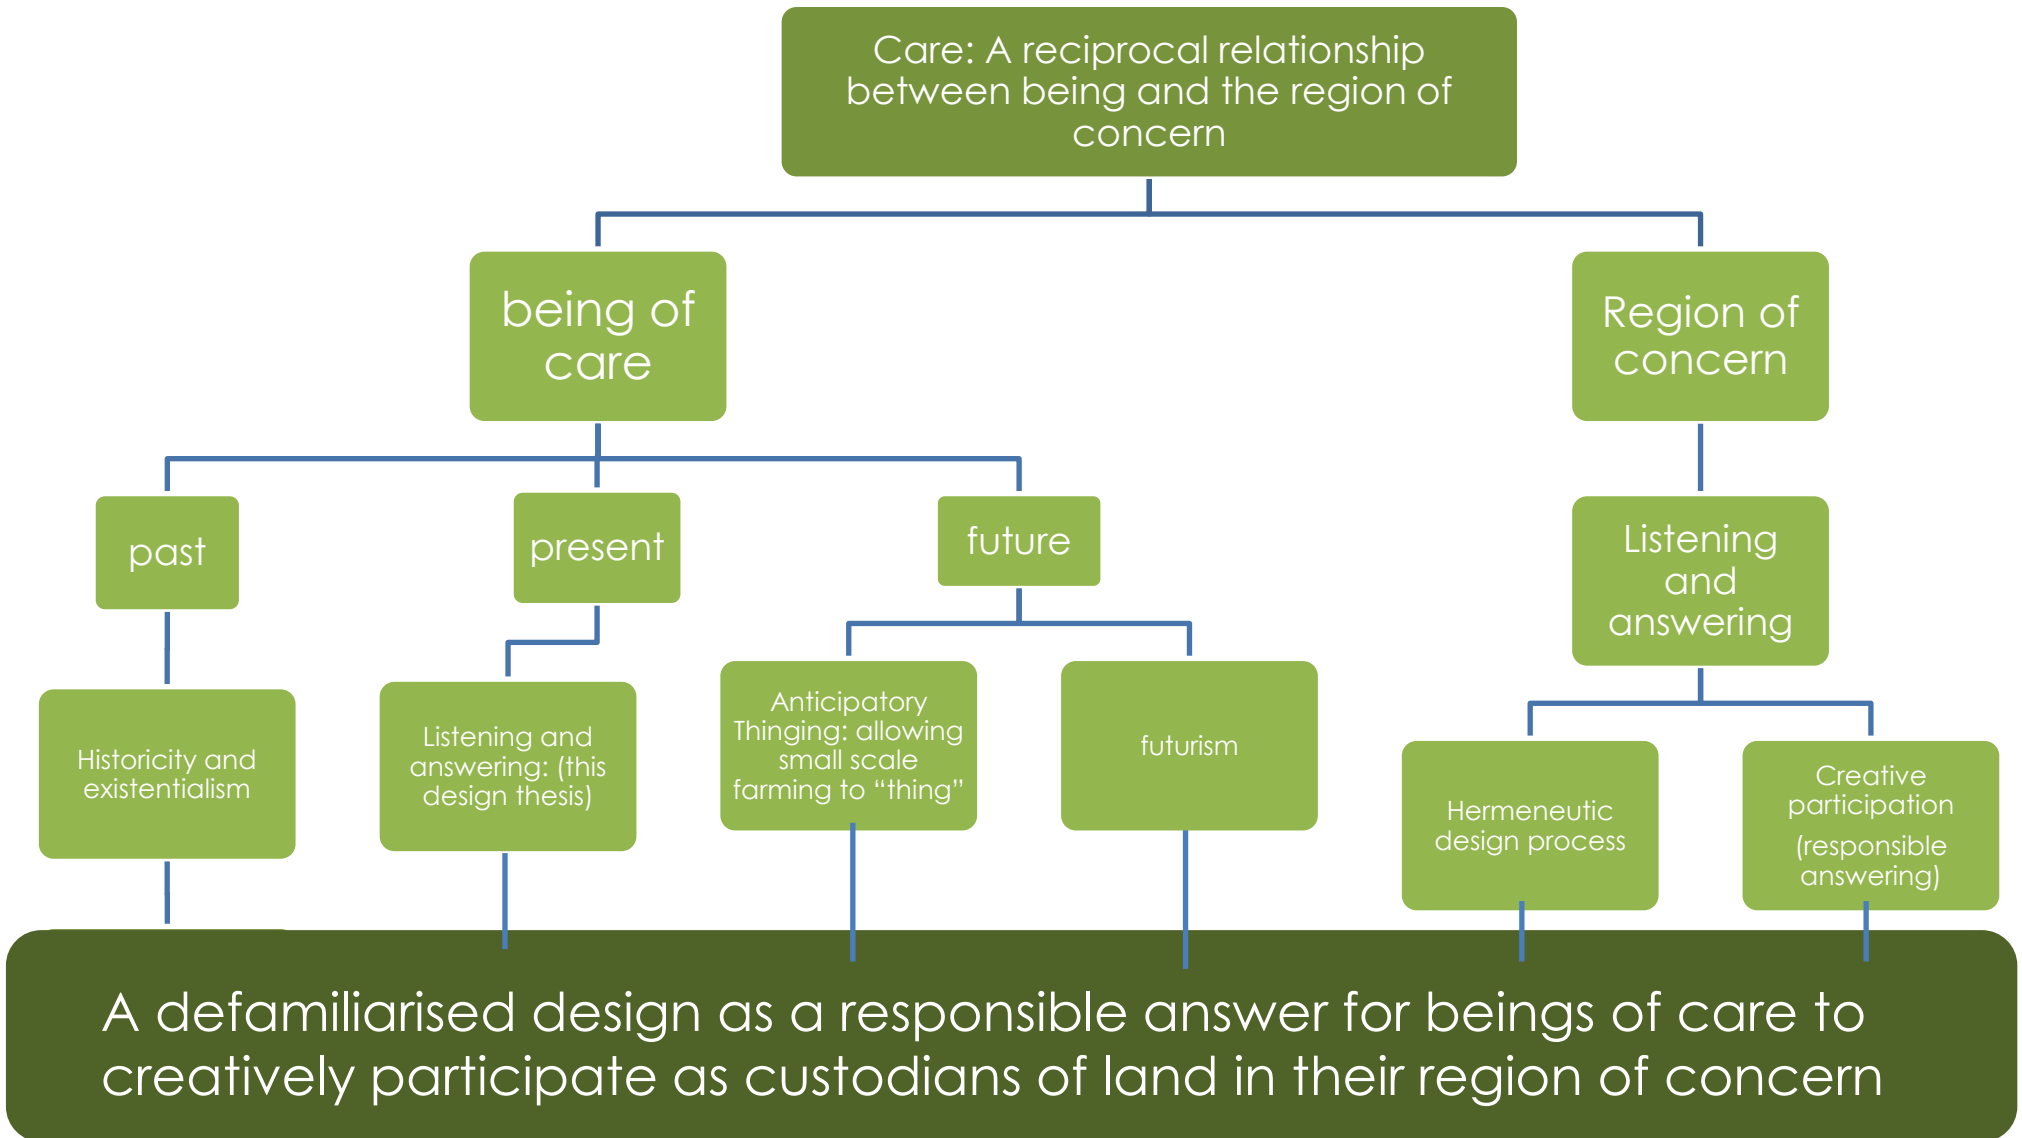 Care: A reciprocal relationship
between being and the region of
concern
being of
care
Region of
concern
past
present
future
Listening
and
answering
Historicity and
existentialism
Listening and
answering: (this
design thesis)
Anticipatory
Thinging: allowing
small scale
farming to “thing”
futurism
Hermeneutic
design process
Creative
participation
(responsible
answering)
A defamiliarised design as a responsible answer for beings of care to
creatively participate as custodians of land in their region of concern